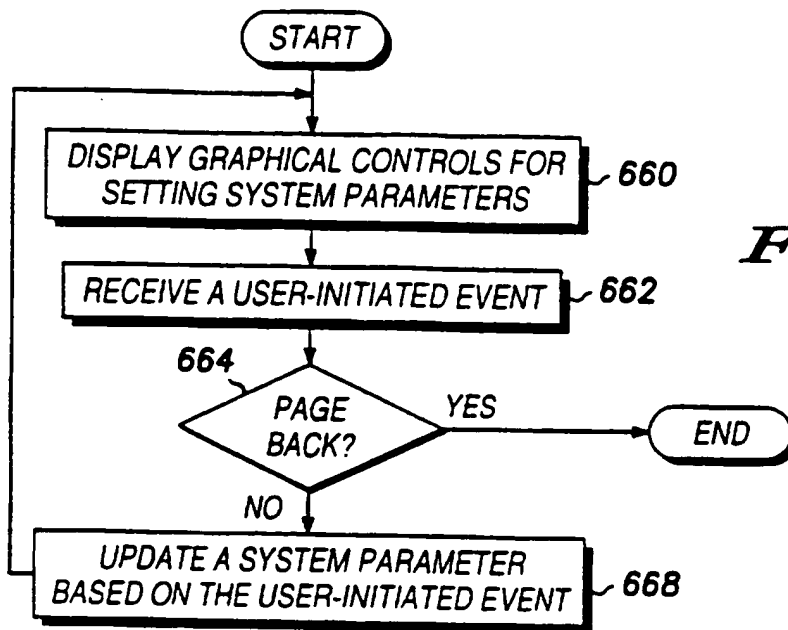 START
DISPLAY GRAPHICAL CONTROLS FOR
SETTING SYSTEM PARAMETERS
660
RECEIVE A USER-INITIATED EVENT
662
664
PAGE
BACK?
YES
END
NO
UPDATE A SYSTEM PARAMETER
BASED ON THE USER-INITIATED EVENT
668
F